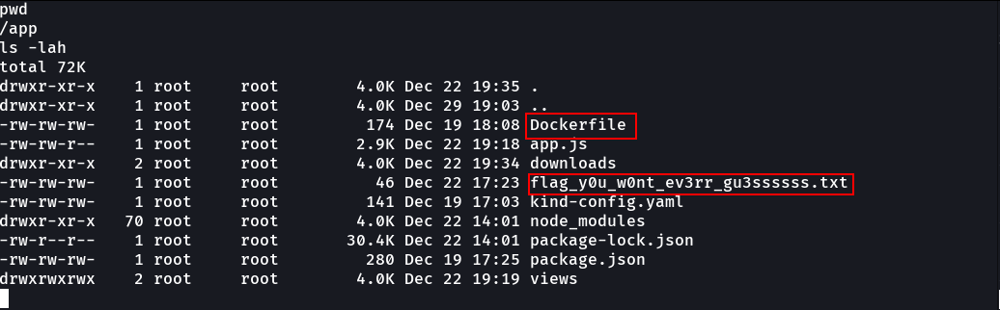 pwd
/app
ls -lah
total 72K
drwxr-xr-x    1 root     root        4.0K Dec 22 19:35 .
drwxr-xr-x    1 root     root        4.0K Dec 29 19:03 ..
-rw-rw-rw-    1 root     root         174 Dec 19 18:08 Dockerfile
-rw-rw-r--    1 root     root        2.9K Dec 22 19:18 app.js
drwxr-xr-x    2 root     root        4.0K Dec 22 19:34 downloads
-rw-rw-rw-    1 root     root          46 Dec 22 17:23 flag_y0u_w0nt_ev3rr_gu3ssssss.txt
-rw-rw-rw-    1 root     root         141 Dec 19 17:03 kind-config.yaml
drwxr-xr-x   70 root     root        4.0K Dec 22 14:01 node_modules
-rw-r--r--    1 root     root       30.4K Dec 22 14:01 package-lock.json
-rw-rw-rw-    1 root     root         280 Dec 19 17:25 package.json
drwxrwxrwx    2 root     root        4.0K Dec 22 19:19 views